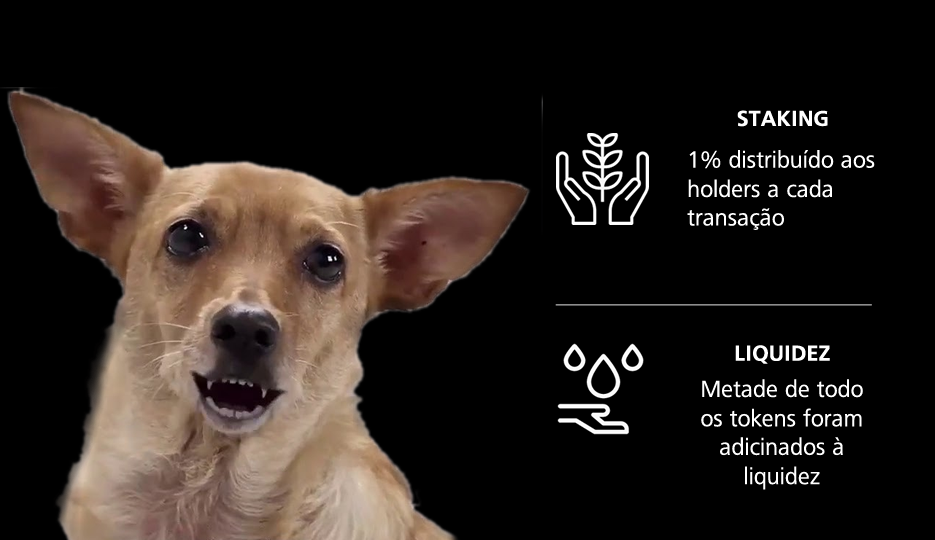 STAKING
1% distribuído aos
holders a cada
transação
LIQUIDEZ
Metade de todo
os tokens foram
adicinados à
liquidez